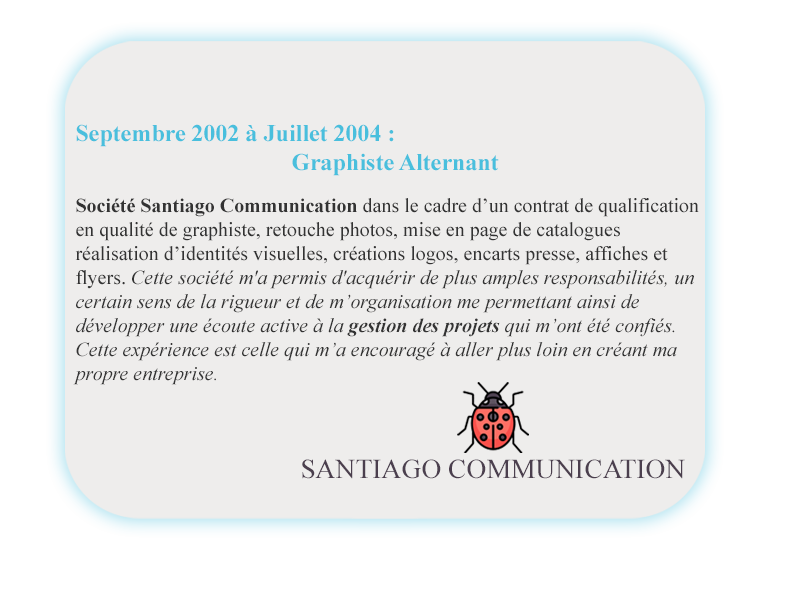 Septembre 2002 à Juillet 2004 :
Graphiste Alternant
Société Santiago Communication dans le cadre d’un contrat de qualification
en qualité de graphiste, retouche photos, mise en page de catalogues
réalisation d’identités visuelles, créations logos, encarts presse, affiches et
flyers. Cette société m'a permis d'acquérir de plus amples responsabilités, un
certain sens de la rigueur et de m’organisation me permettant ainsi de
développer une écoute active à la gestion des projets qui m’ont été confiés.
Cette expérience est celle qui m’a encouragé à aller plus loin en créant ma
propre entreprise.
SANTIAGO COMMUNICATION